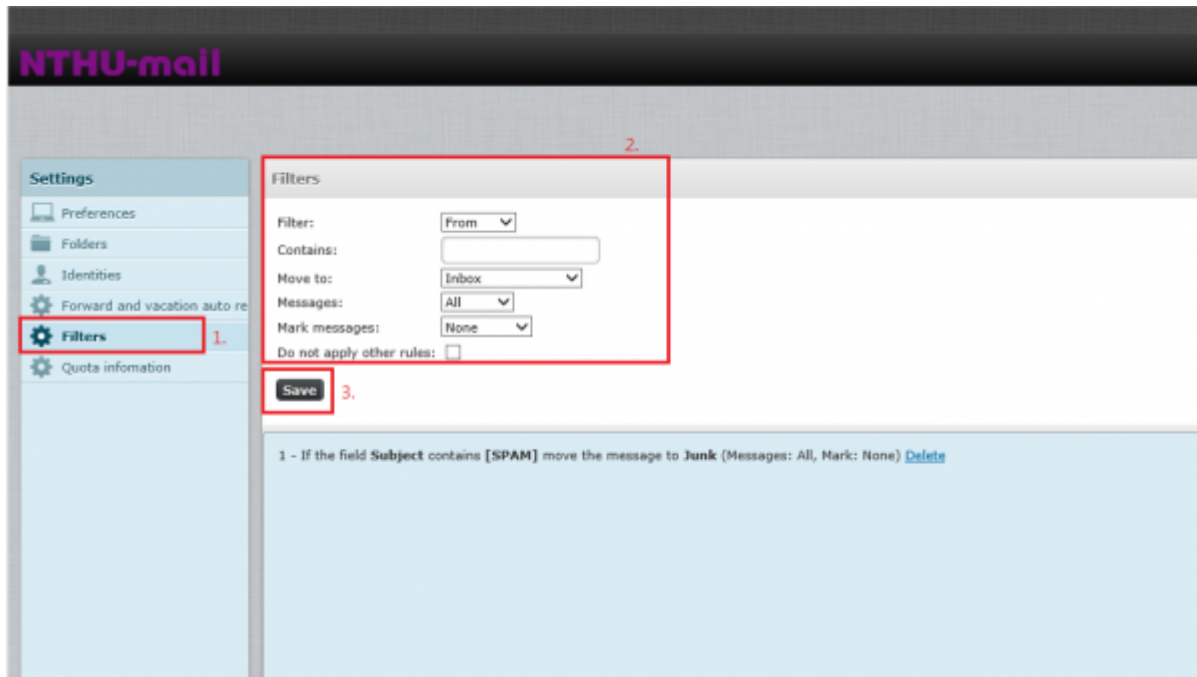 NTHU-mail
2.
Settings
Filters
Preferences
Folders
Identities
Forward and vacation auto re
Filters
1.
Quota infomation
Filter: From
Contains:
Move to: Inbox
Messages: All
Mark messages: None
Do not apply other rules:
Save
3.
1 - If the field Subject contains [SPAM] move the message to Junk (Messages: All, Mark: None) Delete